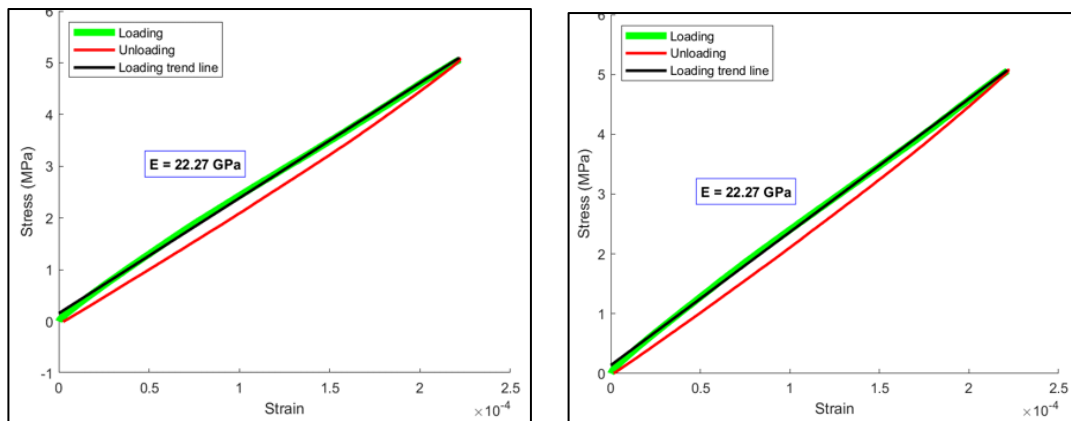 6
Loading
Unloading
Loading trend line
5
4
3
2
1
0
-1
E = 22.27 GPa
Stress (MPa)
0 0.5 1 1.5 2 2.5
Strain
×10⁻⁴
6
Loading
Unloading
Loading trend line
5
4
3
2
1
0
E = 22.27 GPa
Stress (MPa)
0 0.5 1 1.5 2 2.5
Strain
×10⁻⁴